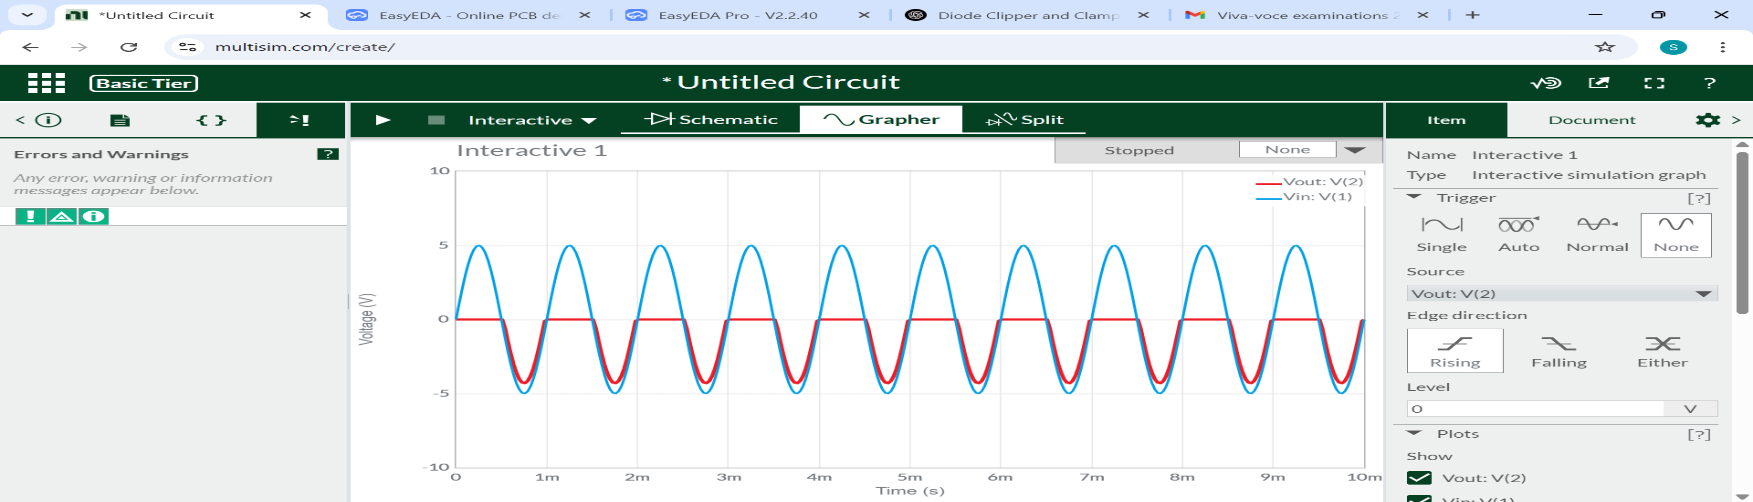 *Untitled Circuit
EasyEDA - Online PCB de
EasyEDA Pro - V2.2.40
Diode Clipper and Clamp
Viva-voce examinations 2
multisim.com/create/
S
Basic Tier
* Untitled Circuit
?
Interactive
Schematic
Grapher
Split
Item
Document
Errors and Warnings
?
Any error, warning or information
messages appear below.
Interactive 1
Stopped
None
Vout: V(2)
Vin: V(1)
10
5
0
-5
-10
Voltage (V)
0 1m 2m 3m 4m 5m 6m 7m 8m 9m 10m
Time (s)
Name Interactive 1
Type Interactive simulation graph
Trigger [?]
Single Auto Normal None
Source
Vout: V(2)
Edge direction
Rising Falling Either
Level
0 V
Plots [?]
Show
Vout: V(2)
Vin: V(1)